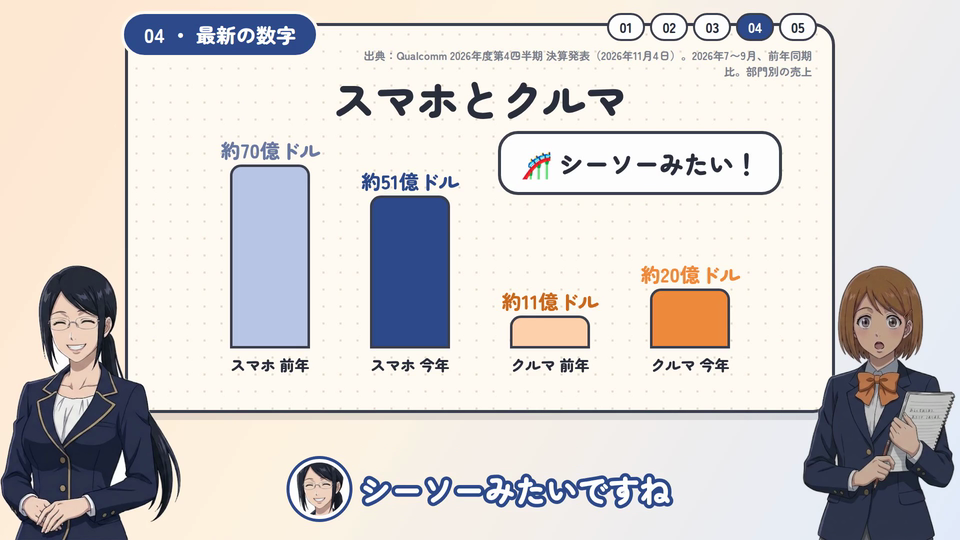 04 ・ 最新の数字
01 02 03 04 05
出典：Qualcomm 2026年度第4四半期 決算発表（2026年11月4日）。2026年7〜9月、前年同期
比。部門別の売上
スマホとクルマ
シーソーみたい！
約70億ドル
約51億ドル
約11億ドル
約20億ドル
スマホ 前年
スマホ 今年
クルマ 前年
クルマ 今年
シーソーみたいですね